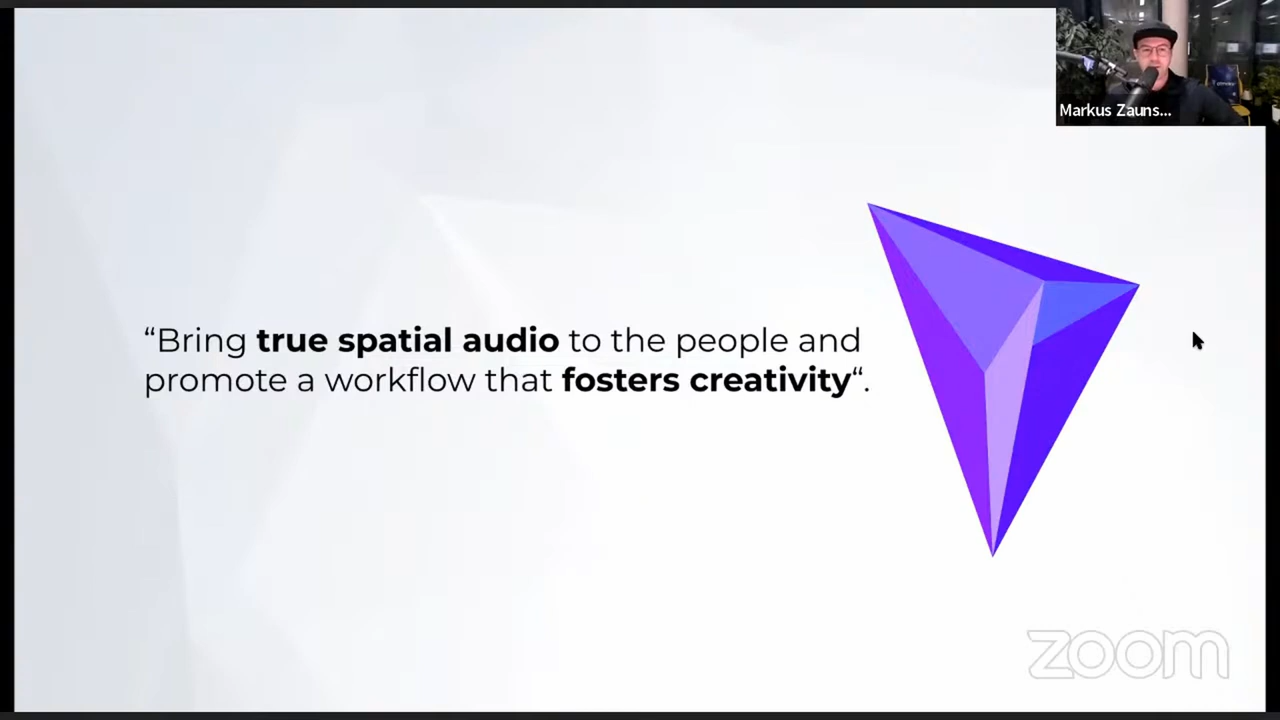 Markus Zauns...
“Bring true spatial audio to the people and
promote a workflow that fosters creativity“.
zoom